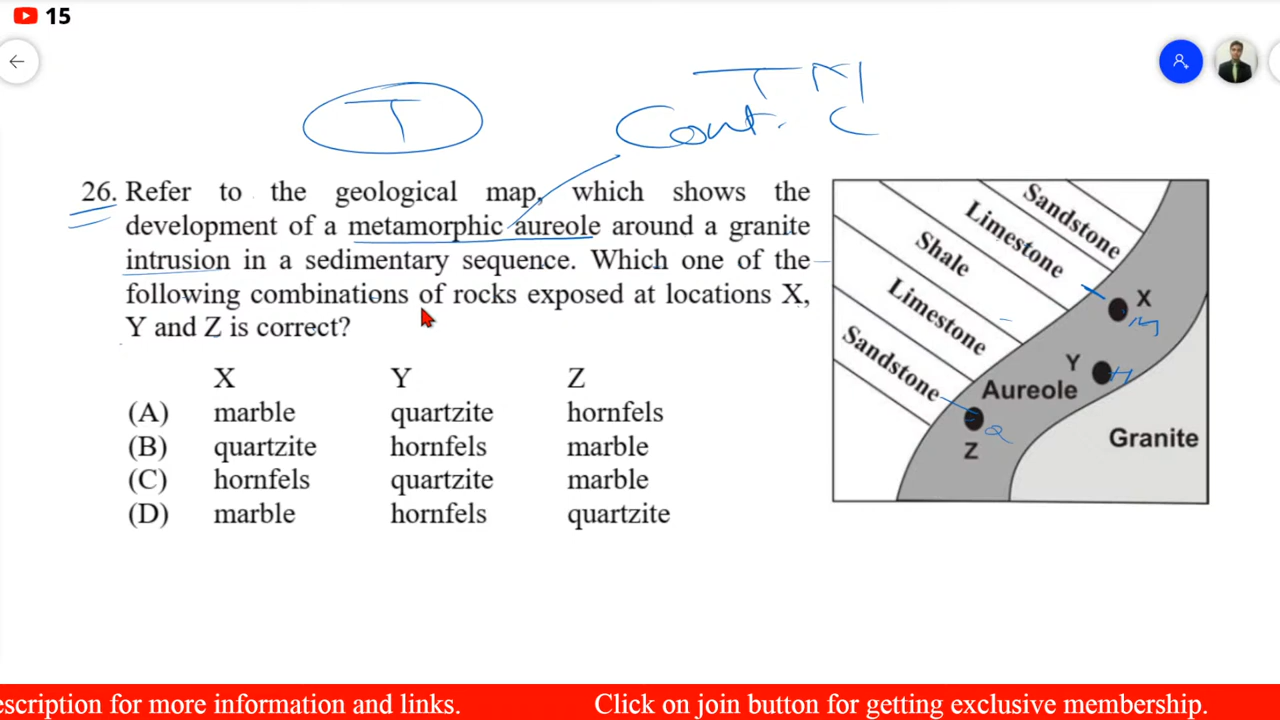 15
T
T M
Cont. C
26. Refer to the geological map, which shows the
development of a metamorphic aureole around a granite
intrusion in a sedimentary sequence. Which one of the
following combinations of rocks exposed at locations X,
Y and Z is correct?
X Y Z
(A) marble quartzite hornfels
(B) quartzite hornfels marble
(C) hornfels quartzite marble
(D) marble hornfels quartzite
Sandstone
Limestone
Shale
Limestone
Sandstone
X
M
Y H
Aureole
Z
Q
Granite
escription for more information and links. Click on join button for getting exclusive membership.